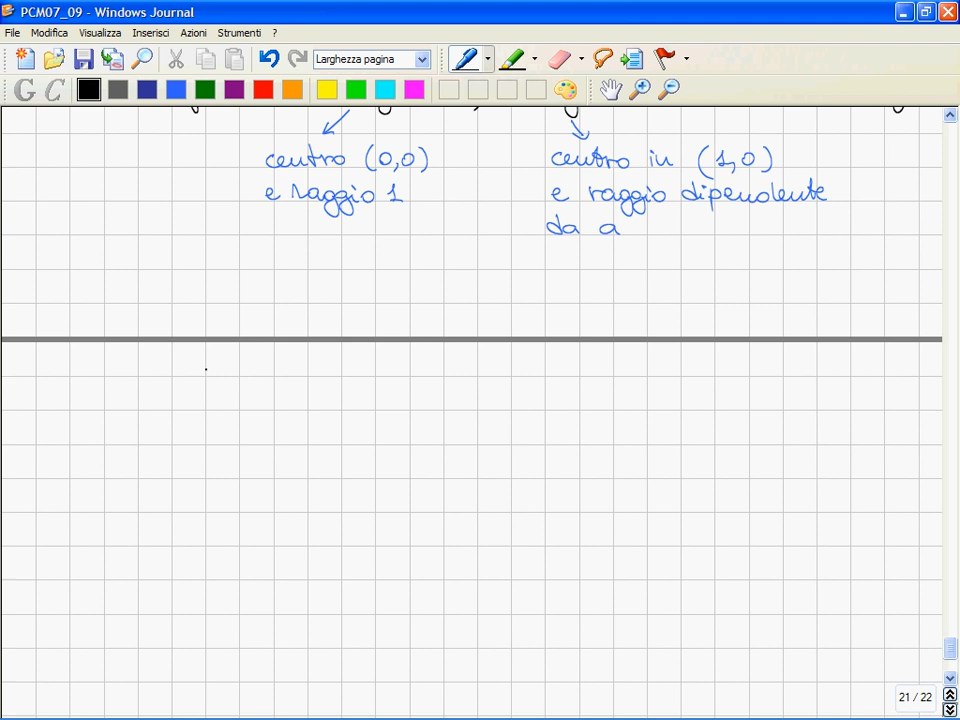 PCM07_09 - Windows Journal
File Modifica Visualizza Inserisci Azioni Strumenti ?
Larghezza pagina
G C
centro (0,0) centro in (1,0)
e raggio 1 e raggio dipendente
da a
21 / 22